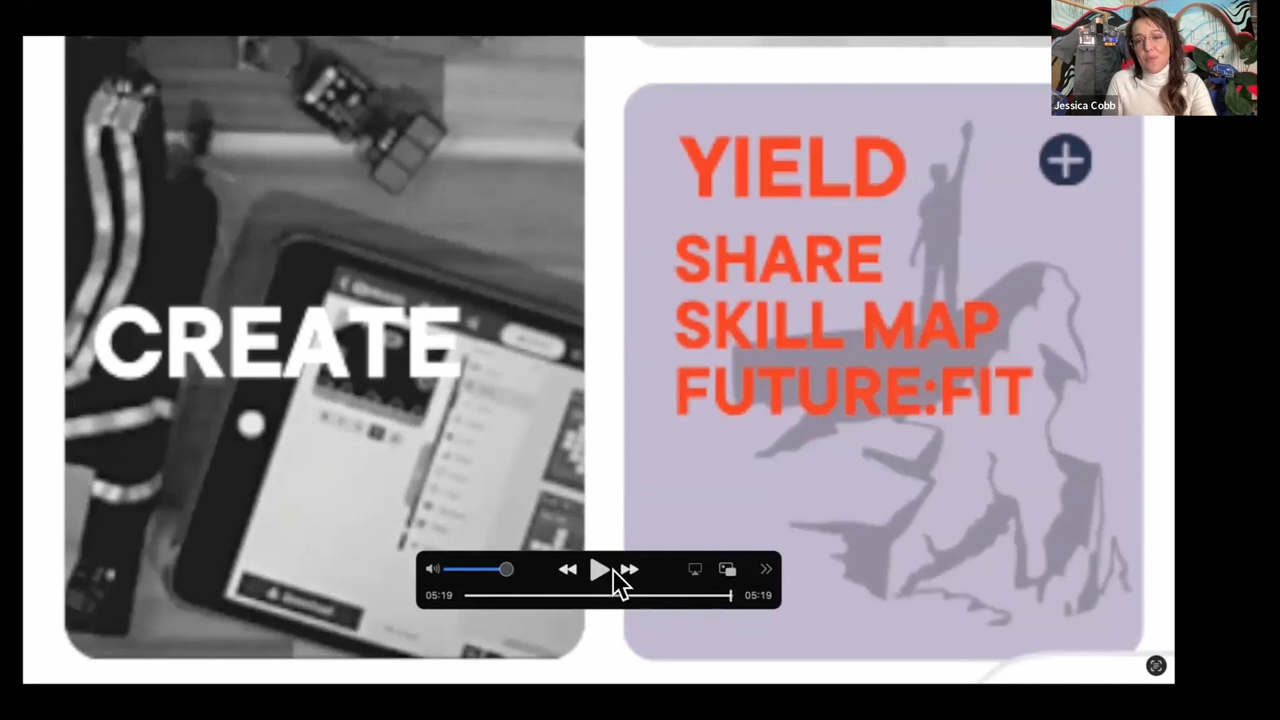 Jessica Cobb
CREATE
YIELD
SHARE
SKILL MAP
FUTURE:FIT
05:19
05:19